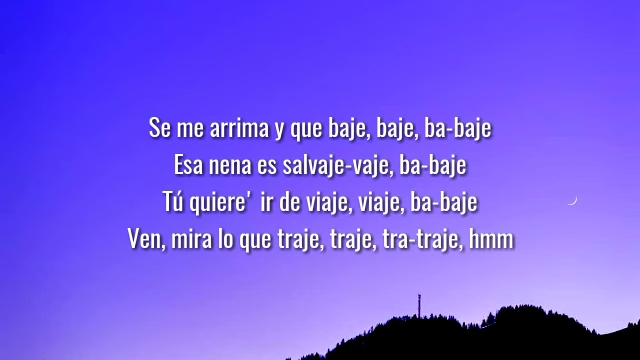 Se me arrima y que baje, baje, ba-baje
Esa nena es salvaje-vaje, ba-baje
Tú quiere' ir de viaje, viaje, ba-baje
Ven, mira lo que traje, traje, tra-traje, hmm